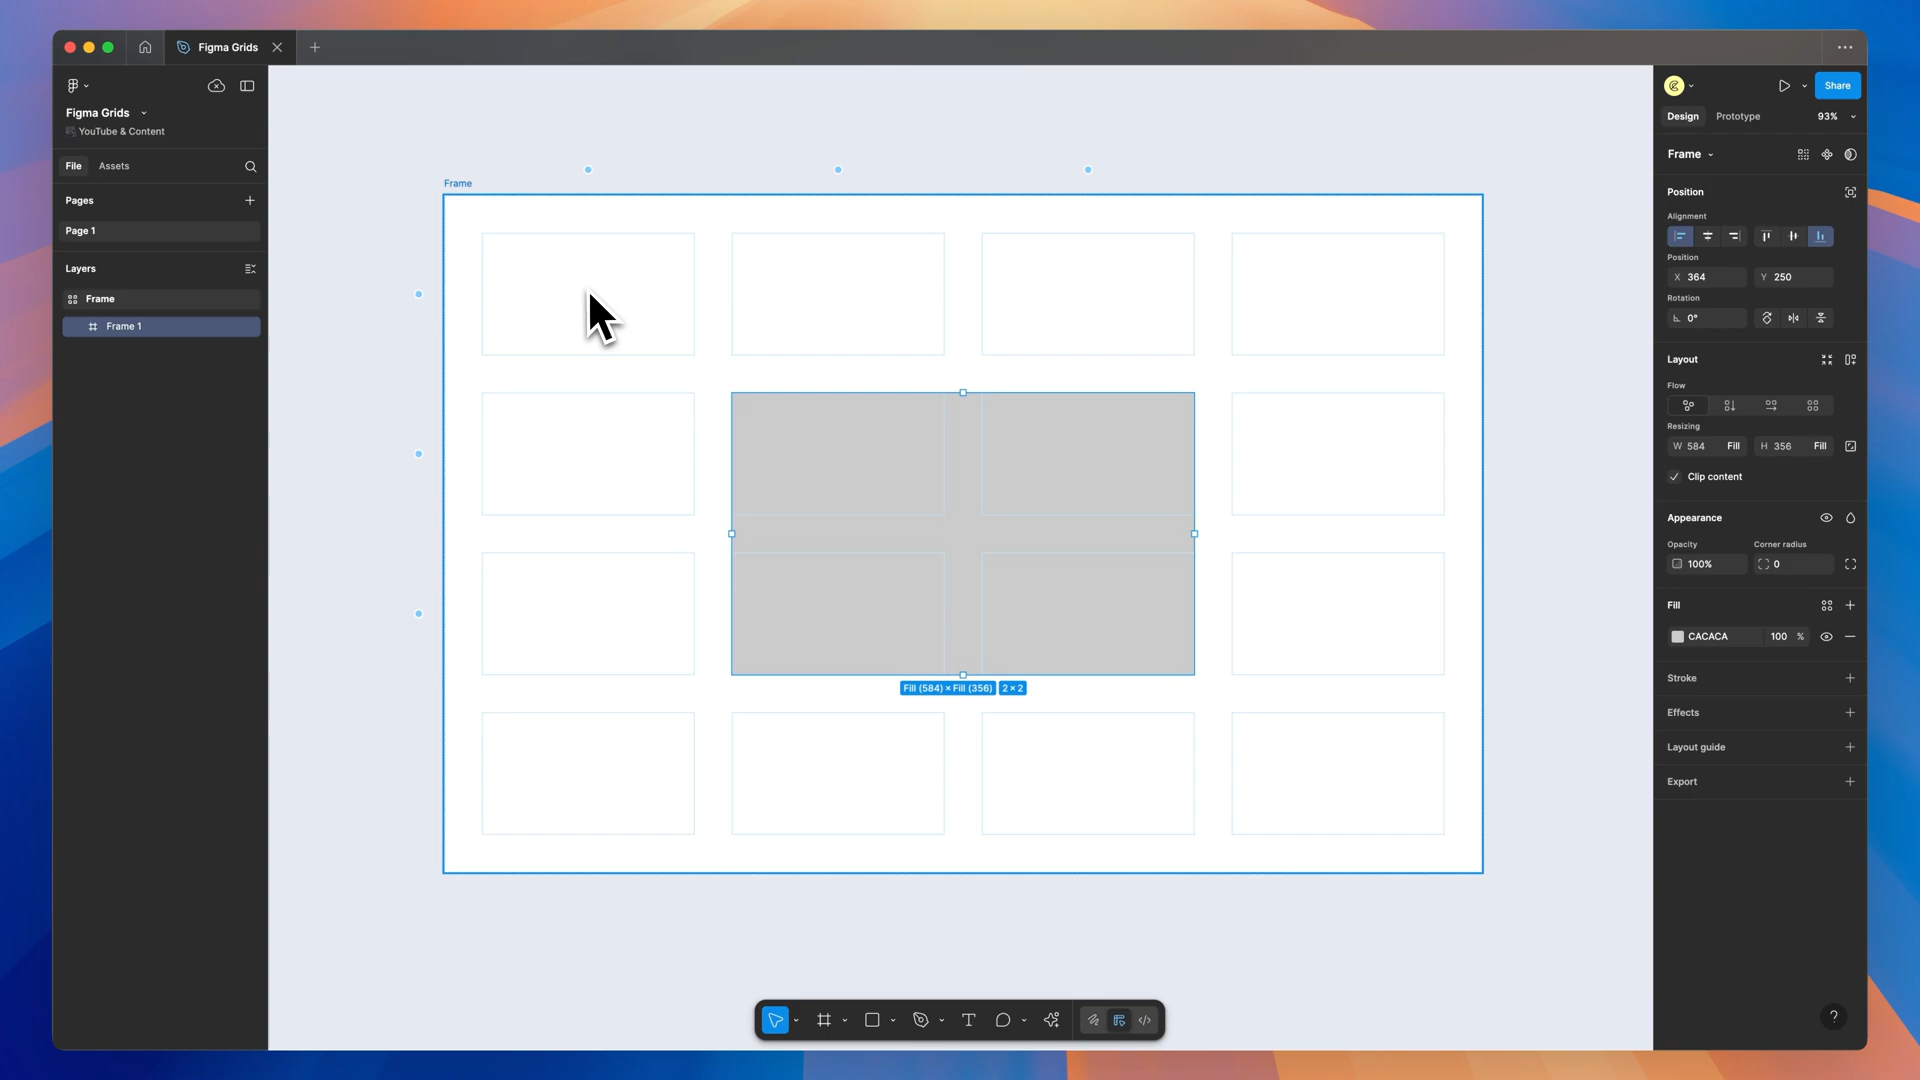 Figma Grids
Figma Grids
YouTube & Content
File
Assets
Pages
Page 1
Layers
Frame
Frame 1
Frame
Fill (584) × Fill (356)
2 × 2
Share
Design
Prototype
93%
Frame
Position
Alignment
Position
X 364
Y 250
Rotation
0°
Layout
Flow
Resizing
W 584 Fill
H 356 Fill
Clip content
Appearance
Opacity
Corner radius
100%
0
Fill
CACACA
100 %
Stroke
Effects
Layout guide
Export
?